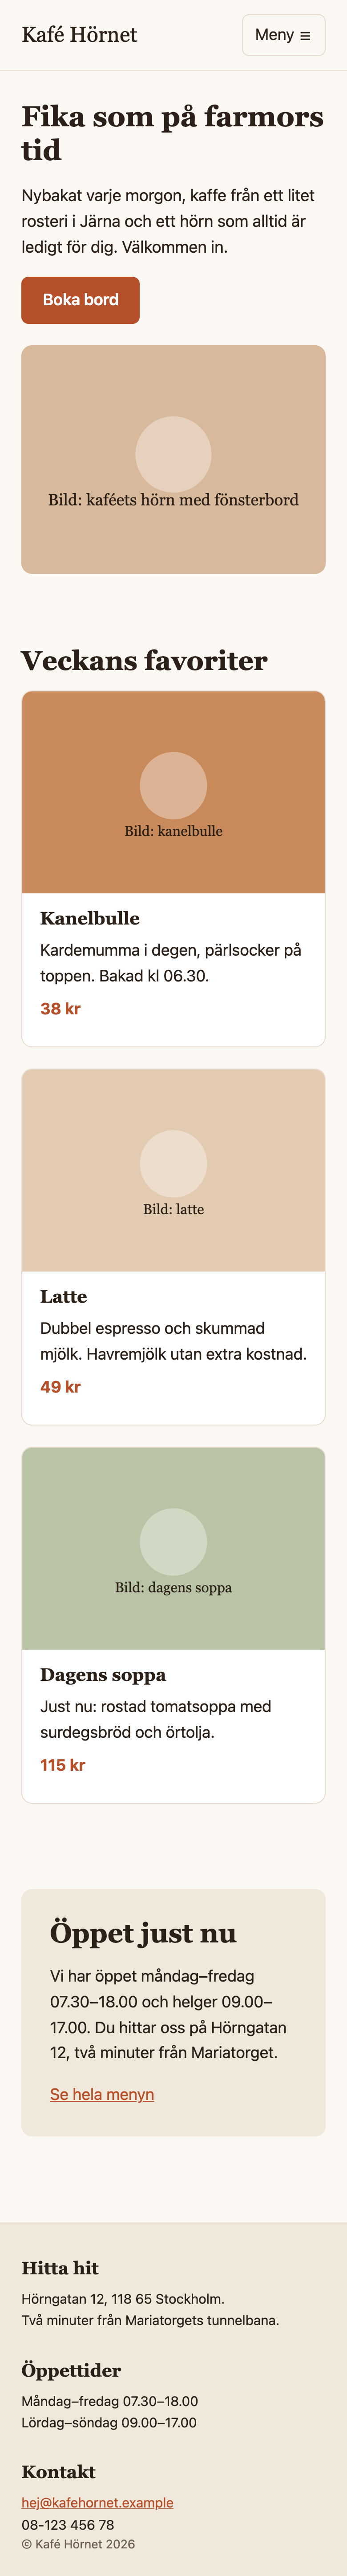 Kafé Hörnet
Meny ≡
Fika som på farmors
tid
Nybakat varje morgon, kaffe från ett litet
rosteri i Järna och ett hörn som alltid är
ledigt för dig. Välkommen in.
Boka bord
Bild: kaféets hörn med fönsterbord
Veckans favoriter
Bild: kanelbulle
Kanelbulle
Kardemumma i degen, pärlsocker på
toppen. Bakad kl 06.30.
38 kr
Bild: latte
Latte
Dubbel espresso och skummad
mjölk. Havremjölk utan extra kostnad.
49 kr
Bild: dagens soppa
Dagens soppa
Just nu: rostad tomatsoppa med
surdegsbröd och örtolja.
115 kr
Öppet just nu
Vi har öppet måndag–fredag
07.30–18.00 och helger 09.00–
17.00. Du hittar oss på Hörngatan
12, två minuter från Mariatorget.
Se hela menyn
Hitta hit
Hörngatan 12, 118 65 Stockholm.
Två minuter från Mariatorgets tunnelbana.
Öppettider
Måndag–fredag 07.30–18.00
Lördag–söndag 09.00–17.00
Kontakt
hej@kafehornet.example
08-123 456 78
© Kafé Hörnet 2026